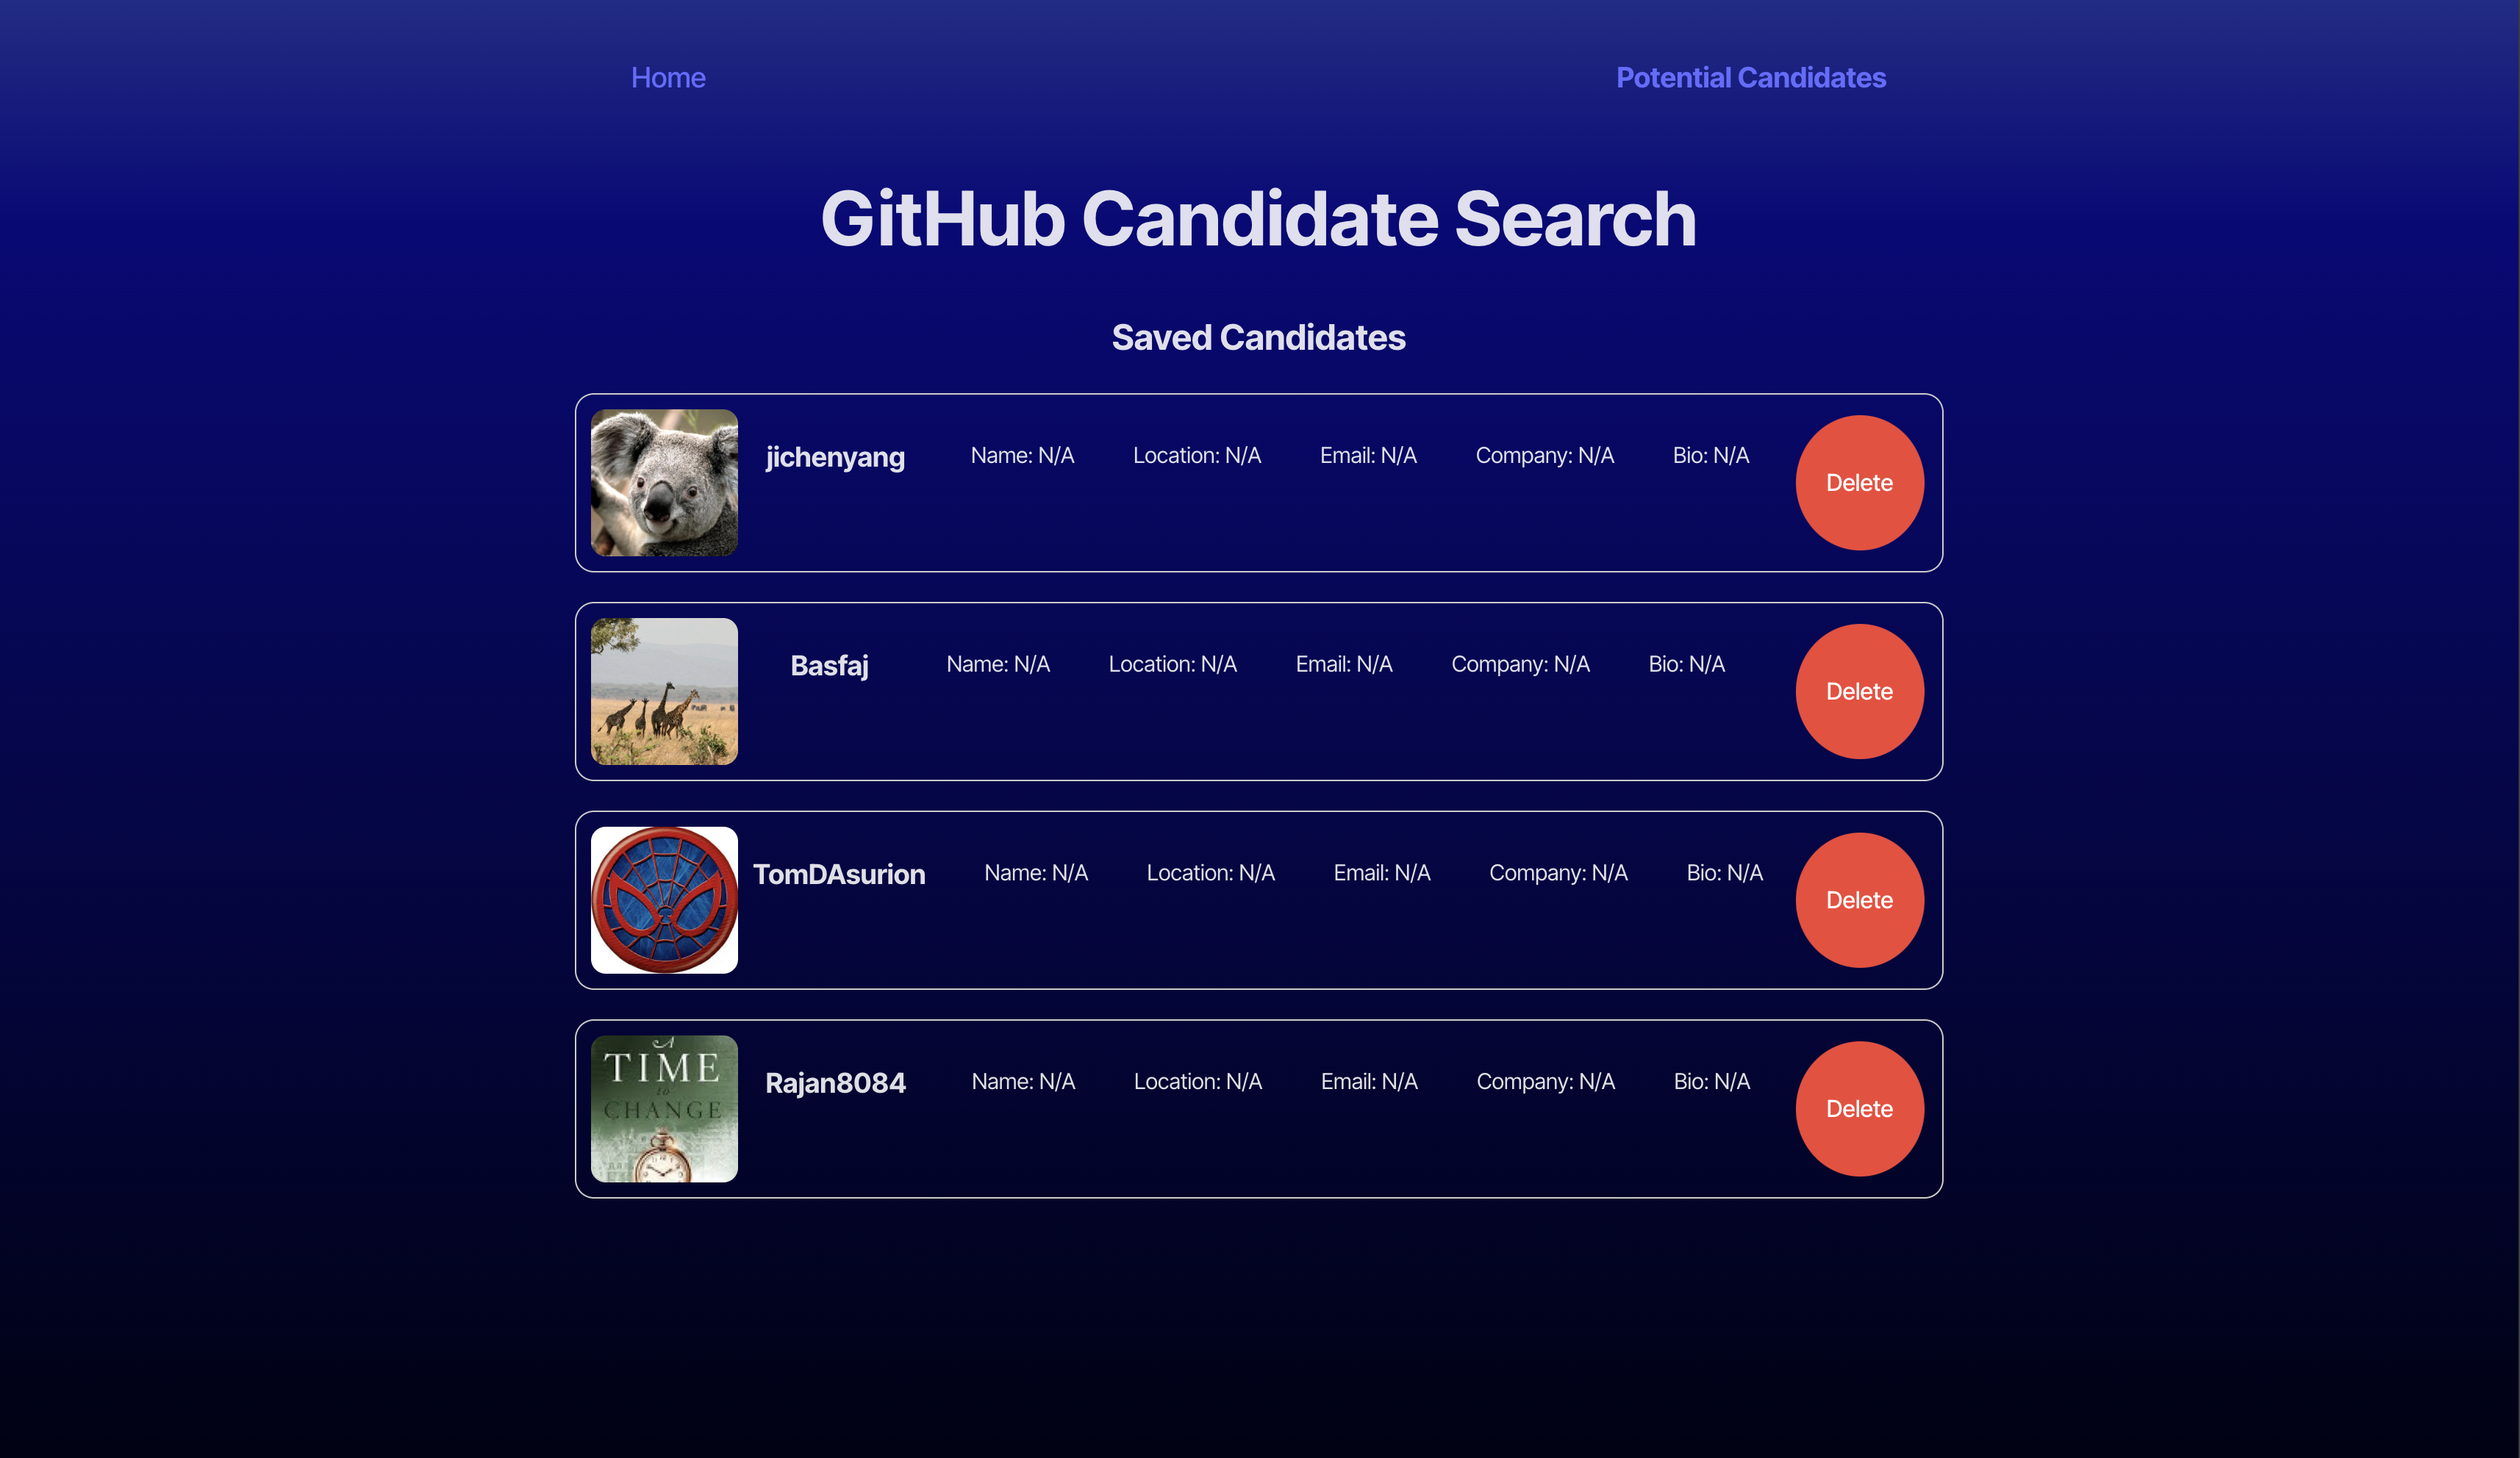 Home Potential Candidates
GitHub Candidate Search
Saved Candidates
jichenyang Name: N/A Location: N/A Email: N/A Company: N/A Bio: N/A Delete
Basfaj Name: N/A Location: N/A Email: N/A Company: N/A Bio: N/A Delete
TomDAsurion Name: N/A Location: N/A Email: N/A Company: N/A Bio: N/A Delete
A
TIME
to
CHANGE
Rajan8084 Name: N/A Location: N/A Email: N/A Company: N/A Bio: N/A Delete